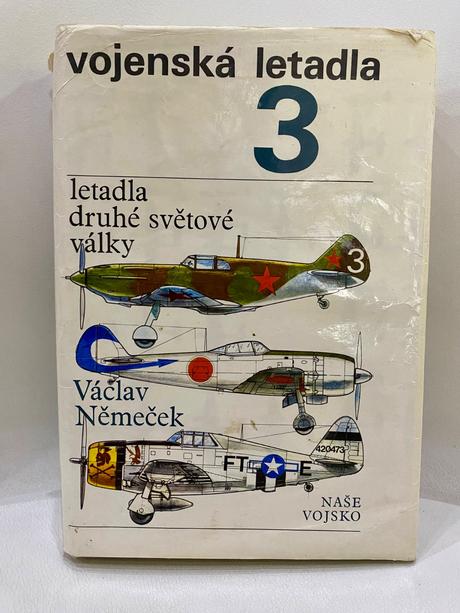 vojenská letadla
3
letadla
druhé světové
války
3
Václav
Němeček
FT E
420473
NAŠE
VOJSKO